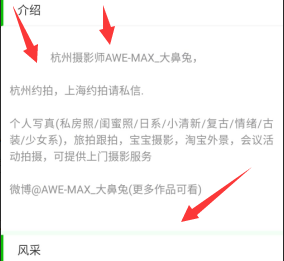 介绍
杭州摄影师AWE-MAX_大鼻兔，
杭州约拍，上海约拍请私信.
个人写真(私房照/闺蜜照/日系/小清新/复古/情绪/古
装/少女系)，旅拍跟拍，宝宝摄影，淘宝外景，会议活
动拍摄，可提供上门摄影服务
微博@AWE-MAX_大鼻兔(更多作品可看)
风采